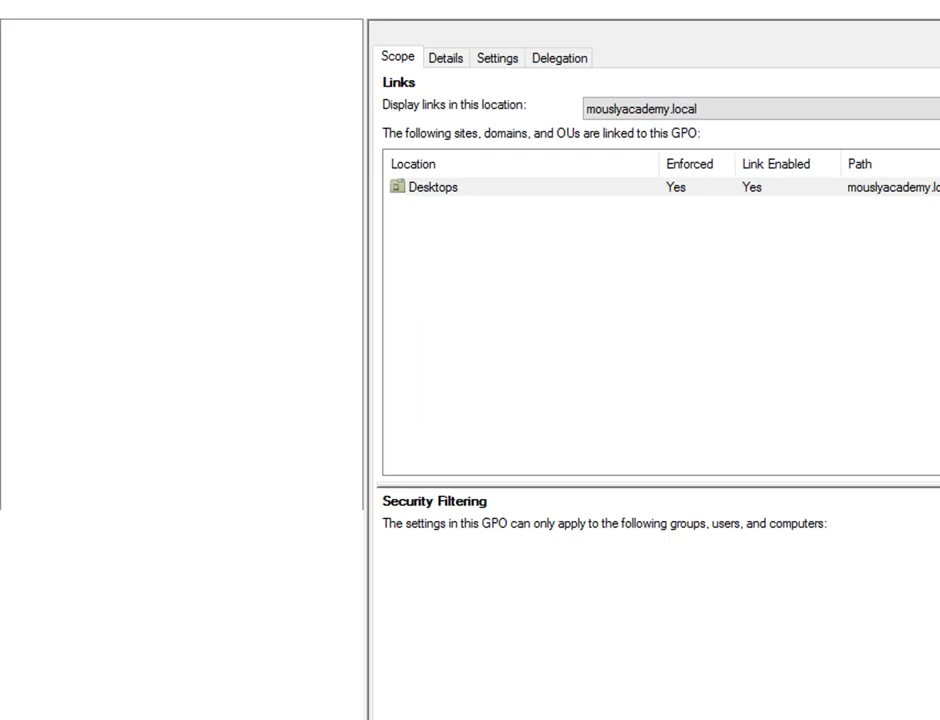 Scope Details Settings Delegation
Links
Display links in this location: mouslyacademy.local
The following sites, domains, and OUs are linked to this GPO:
Location Enforced Link Enabled Path
Desktops Yes Yes mouslyacademy.lo
Security Filtering
The settings in this GPO can only apply to the following groups, users, and computers: